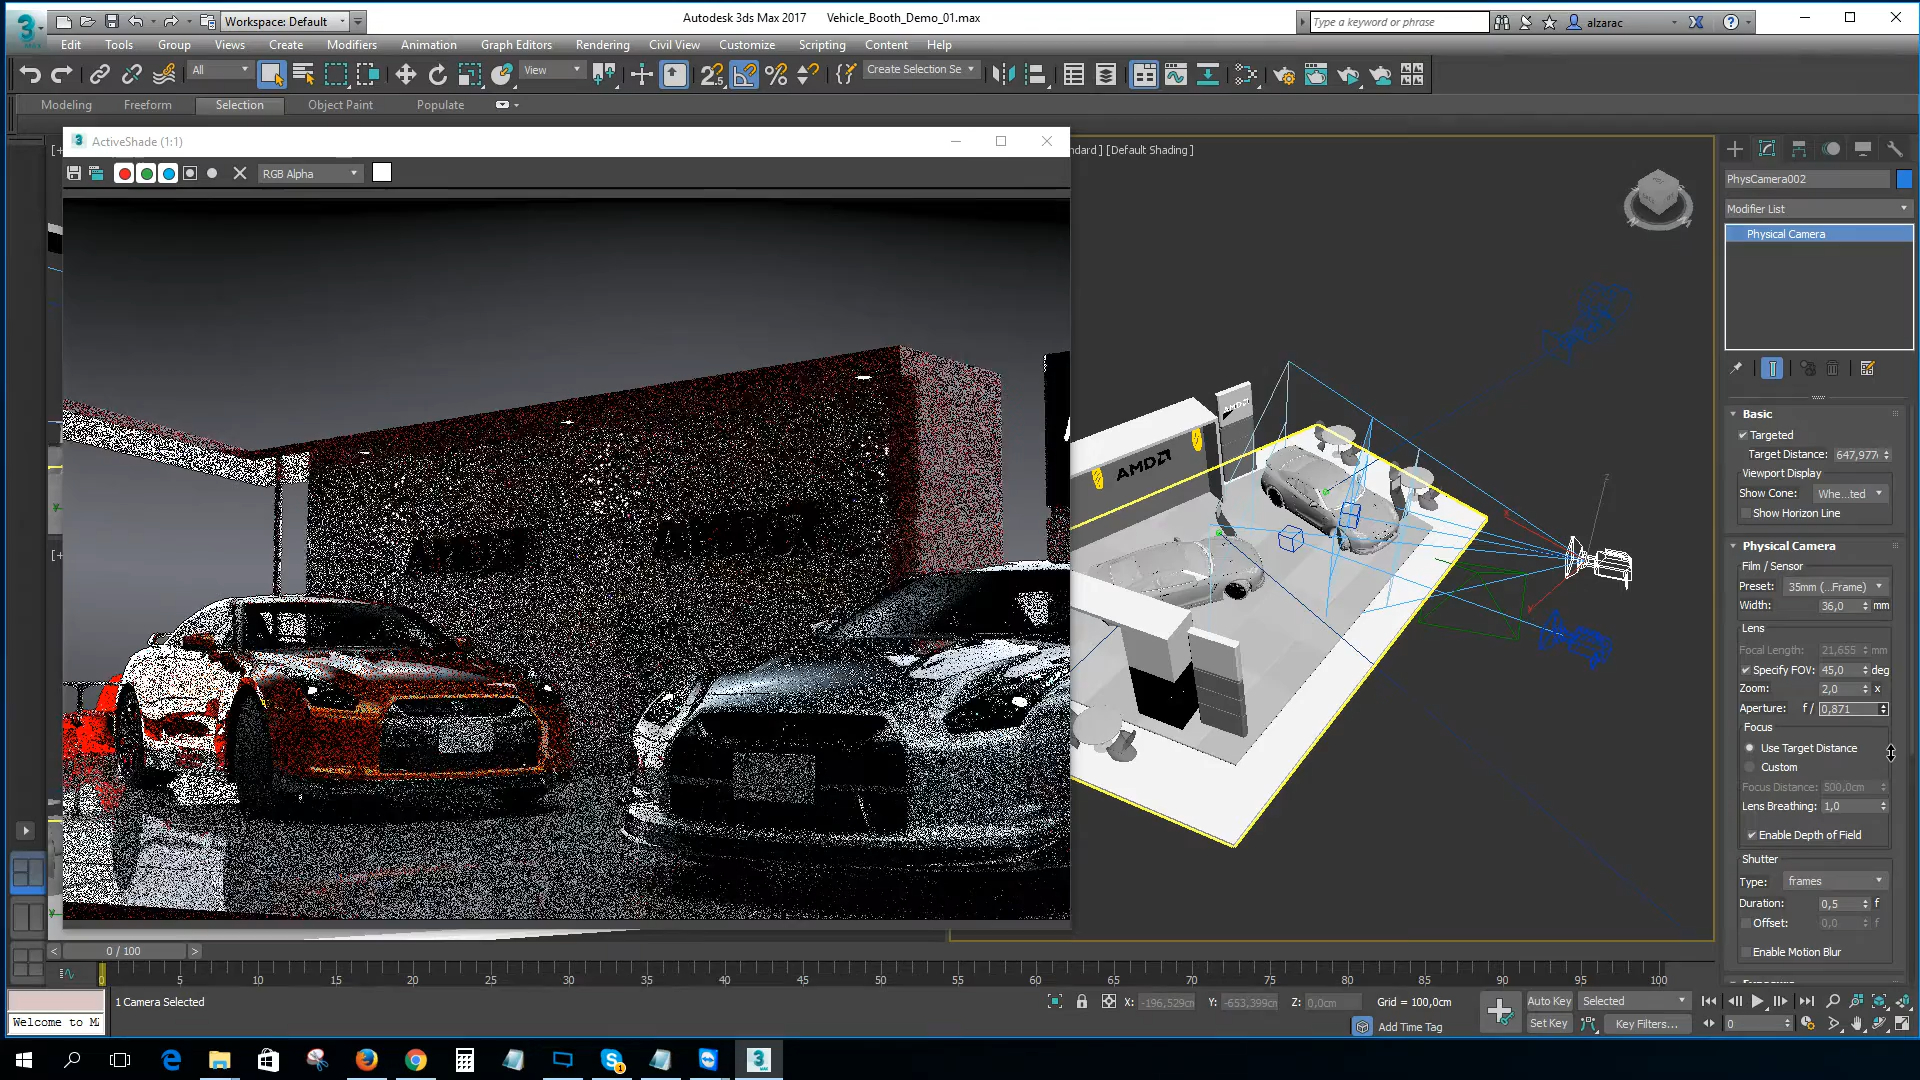 Workspace: Default
Autodesk 3ds Max 2017 Vehicle_Booth_Demo_01.max
Type a keyword or phrase
alzarac
Edit Tools Group Views Create Modifiers Animation Graph Editors Rendering Civil View Customize Scripting Content Help
All
View
Create Selection Se
Modeling Freeform Selection Object Paint Populate
ActiveShade (1:1)
RGB Alpha
ndard ] [Default Shading ]
AMD
AMD
PhysCamera002
Modifier List
Physical Camera
Basic
Targeted
Target Distance: 647,977
Viewport Display
Show Cone: Whe...ted
Show Horizon Line
Physical Camera
Film / Sensor
Preset: 35mm (...Frame)
Width: 36,0 mm
Lens
Focal Length: 21,655 mm
Specify FOV: 45,0 deg
Zoom: 2,0 x
Aperture: f / 0,871
Focus
Use Target Distance
Custom
Focus Distance: 500,0cm
Lens Breathing: 1,0
Enable Depth of Field
Shutter
Type: frames
Duration: 0,5 f
Offset: 0,0 f
Enable Motion Blur
0 / 100
0 5 10 15 20 25 30 35 40 45 50 55 60 65 70 75 80 85 90 95 100
1 Camera Selected
X: -196,529cm Y: -653,399cm Z: 0,0cm Grid = 100,0cm
Auto Key Selected
Welcome to M
Add Time Tag
Set Key Key Filters...
0